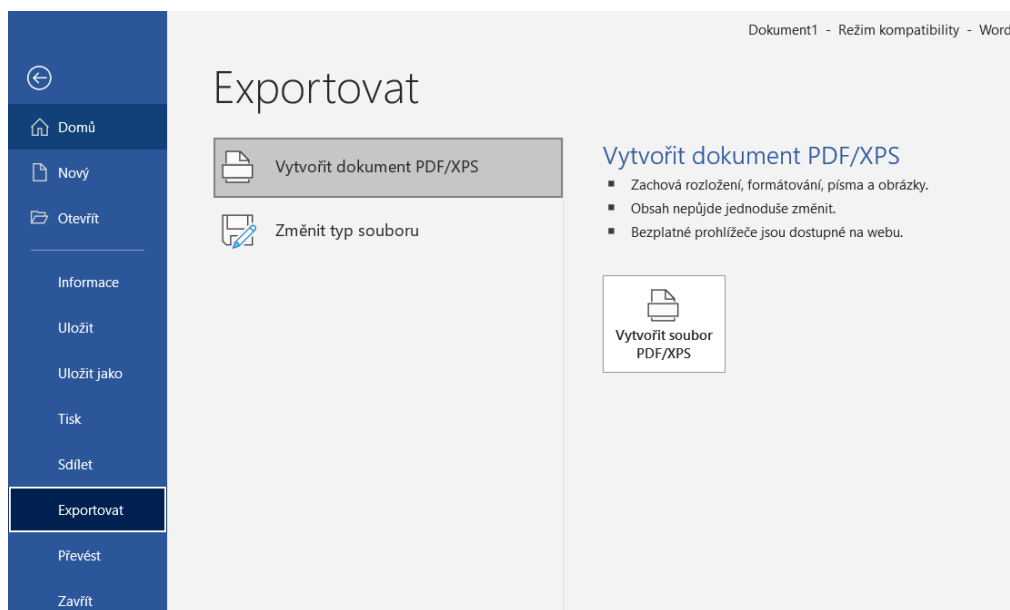 Dokument1 - Režim kompatibility - Word
Exportovat
Domů
Nový
Otevřít
Informace
Uložit
Uložit jako
Tisk
Sdílet
Exportovat
Převést
Zavřít
Vytvořit dokument PDF/XPS
Změnit typ souboru
Vytvořit dokument PDF/XPS
Zachová rozložení, formátování, písma a obrázky.
Obsah nepůjde jednoduše změnit.
Bezplatné prohlížeče jsou dostupné na webu.
Vytvořit soubor
PDF/XPS